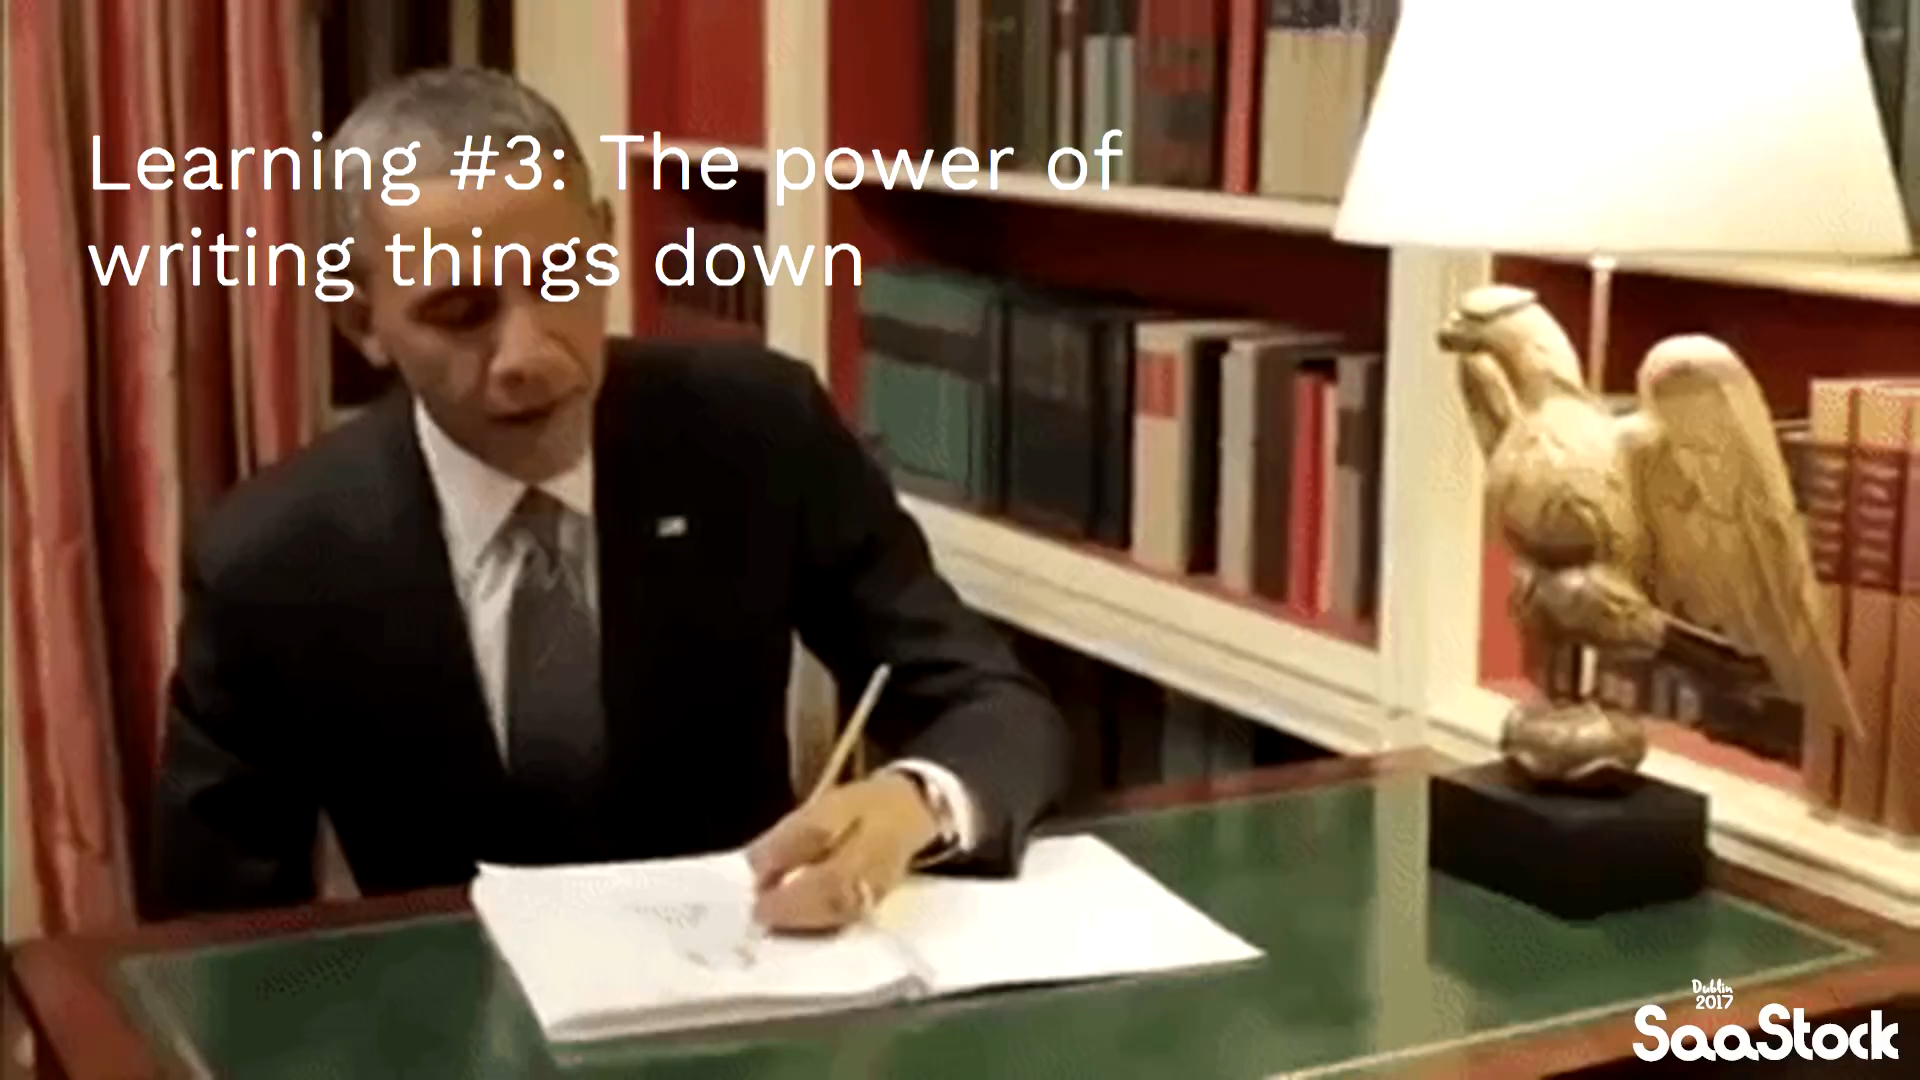 Learning #3: The power of
writing things down
Dublin
2017
SaaStock